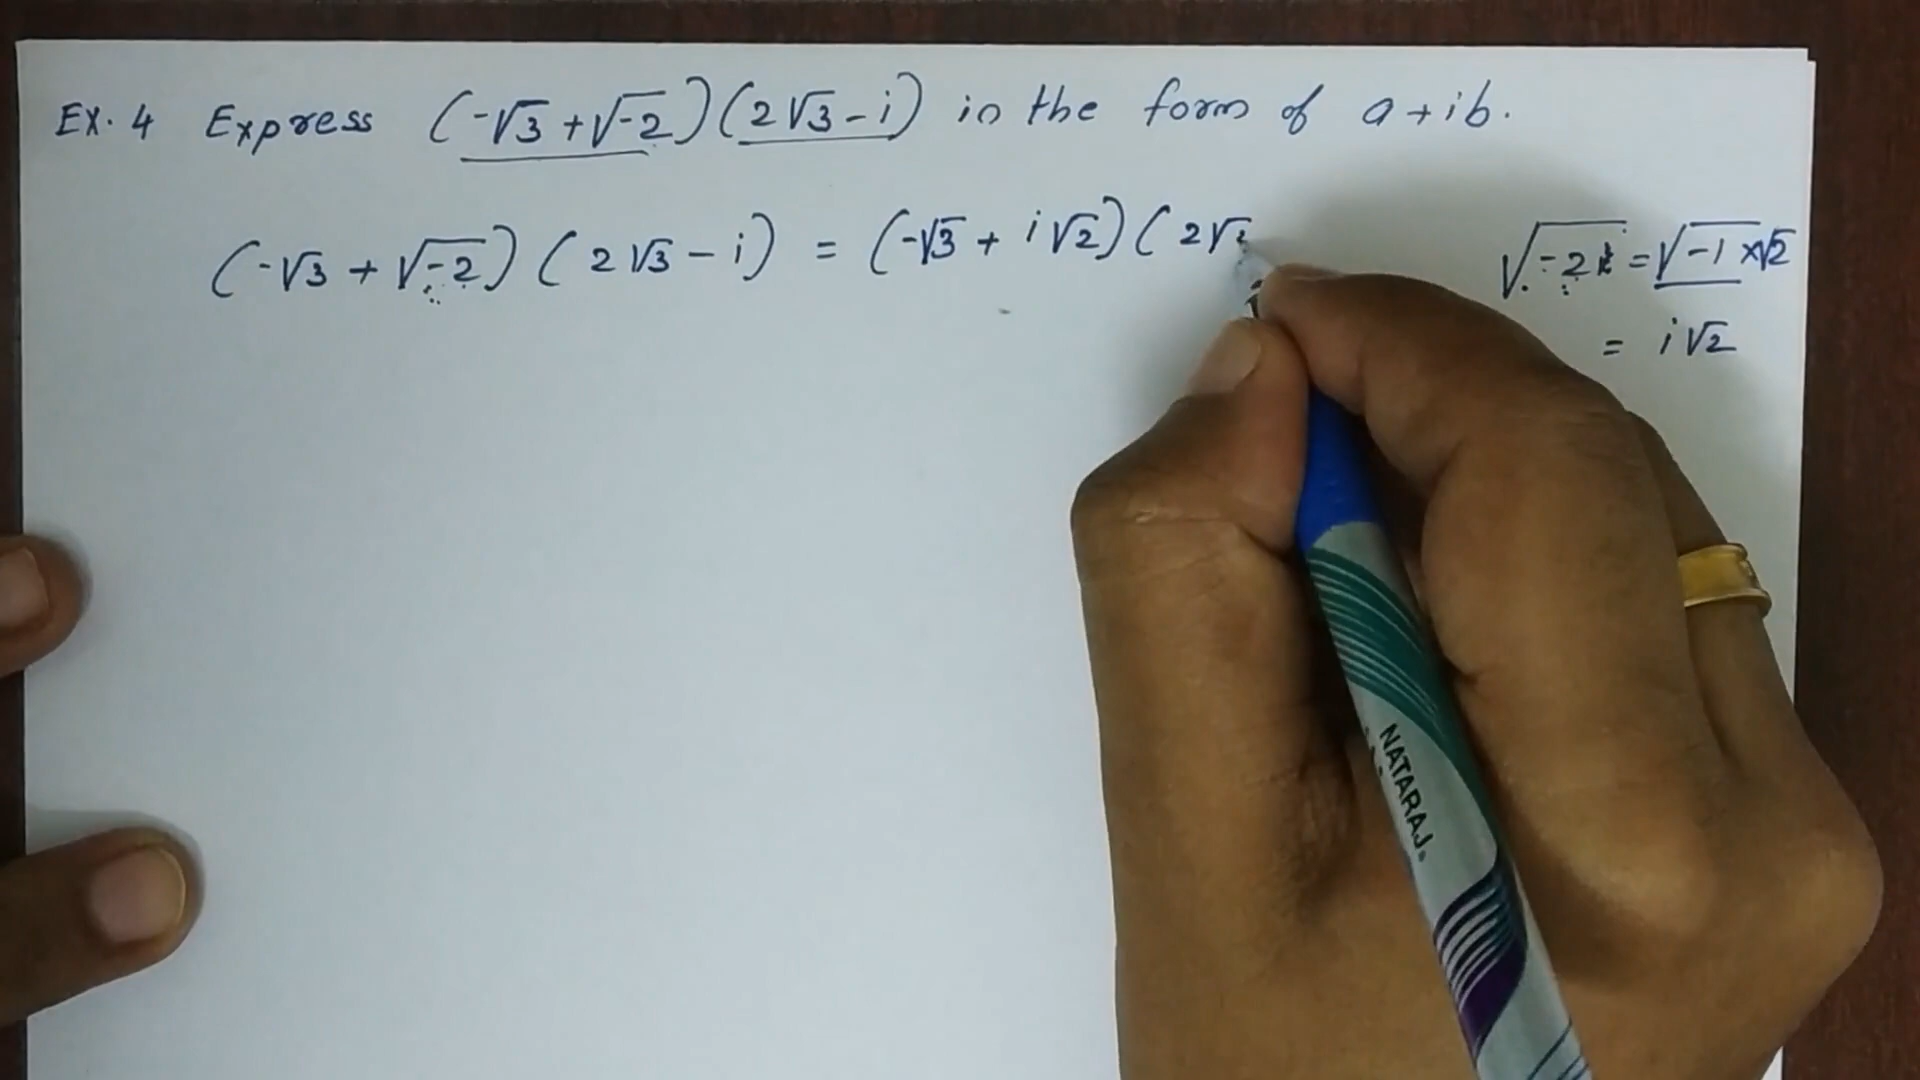 Ex. 4 Express (-√3 + √-2)(2√3 - i) in the form of a + ib.
(-√3 + √-2)(2√3 - i) = (-√3 + i√2)(2√
√-2 = √-1 × √2
= i√2
NATARAJ